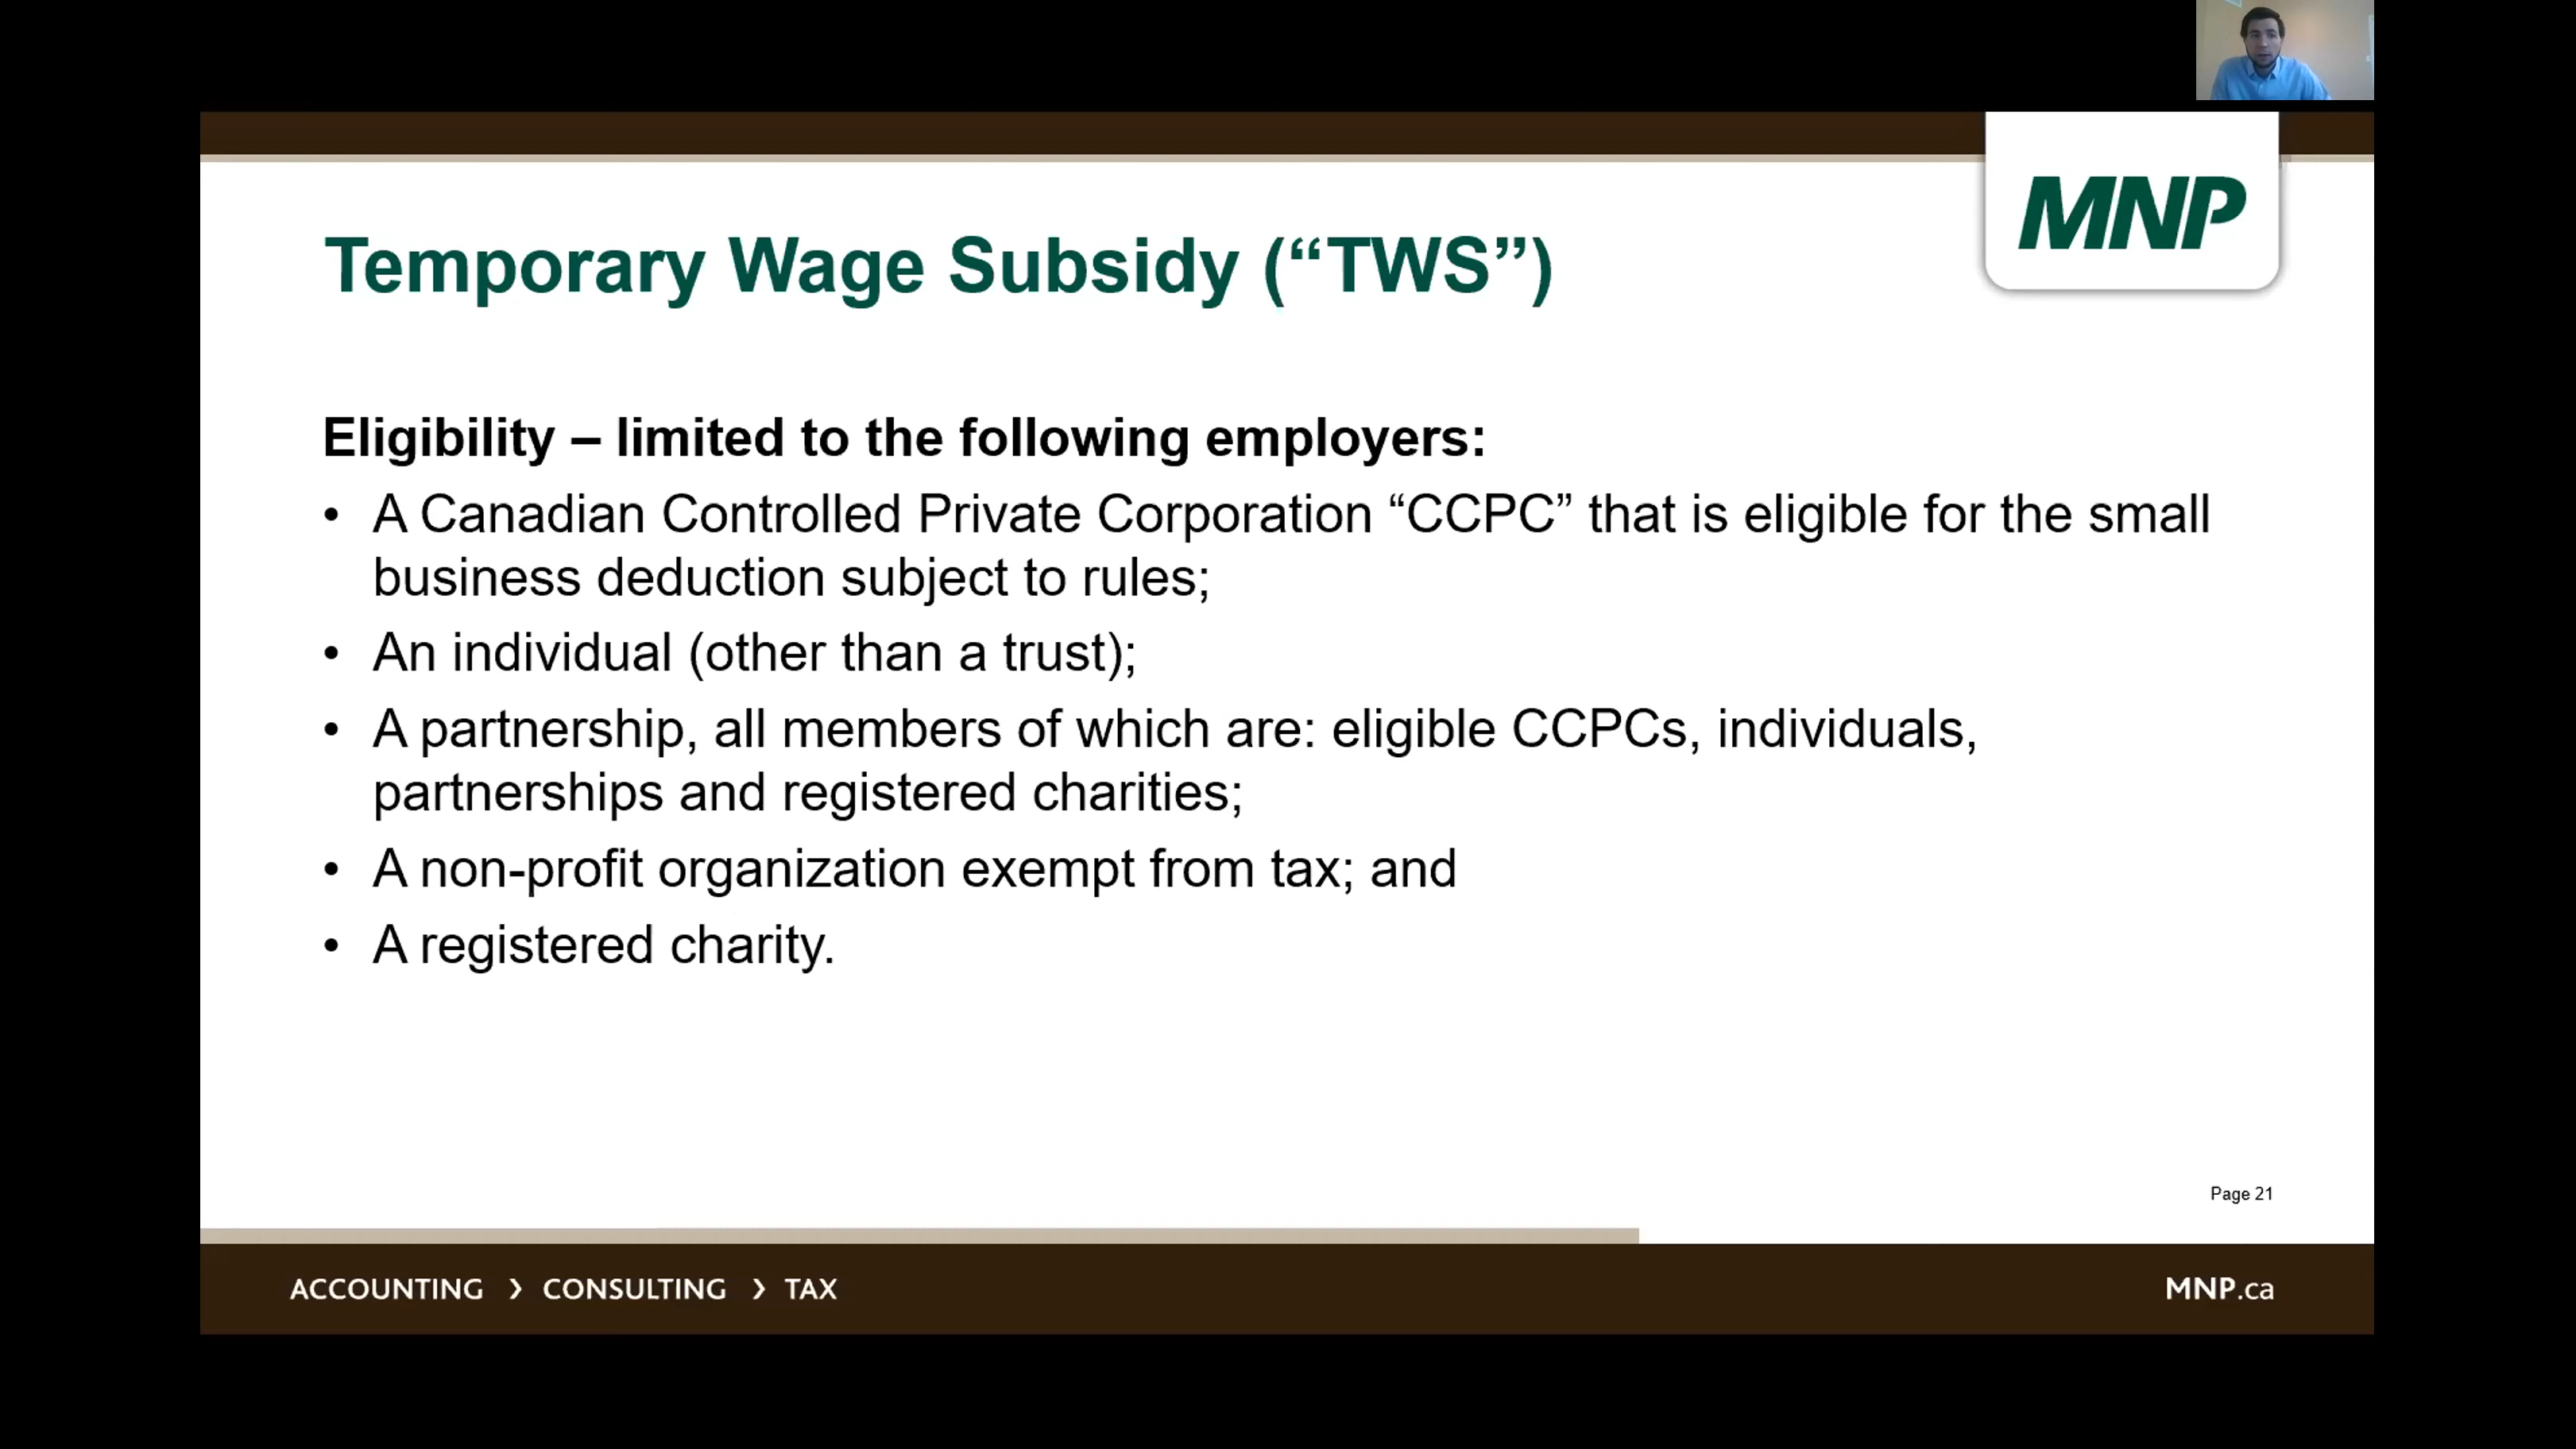 MNP
Temporary Wage Subsidy (“TWS”)
Eligibility – limited to the following employers:
• A Canadian Controlled Private Corporation “CCPC” that is eligible for the small
business deduction subject to rules;
• An individual (other than a trust);
• A partnership, all members of which are: eligible CCPCs, individuals,
partnerships and registered charities;
• A non-profit organization exempt from tax; and
• A registered charity.
Page 21
ACCOUNTING › CONSULTING › TAX
MNP.ca